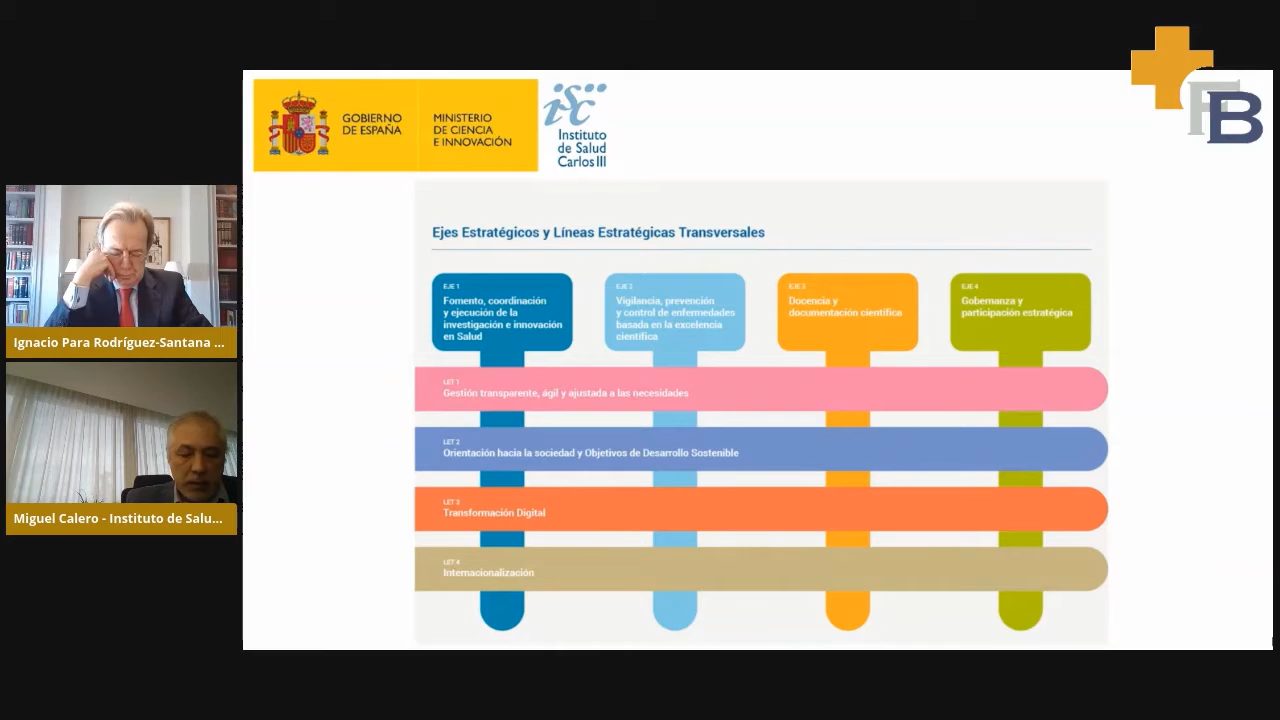 GOBIERNO
DE ESPAÑA
MINISTERIO
DE CIENCIA
E INNOVACIÓN
isc
Instituto
de Salud
Carlos III
FB
Ignacio Para Rodríguez-Santana ...
Miguel Calero - Instituto de Salu...
Ejes Estratégicos y Líneas Estratégicas Transversales
EJE 1
Fomento, coordinación
y ejecución de la
investigación e innovación
en Salud
EJE 2
Vigilancia, prevención
y control de enfermedades
basada en la excelencia
científica
EJE 3
Docencia y
documentación científica
EJE 4
Gobernanza y
participación estratégica
LET 1
Gestión transparente, ágil y ajustada a las necesidades
LET 2
Orientación hacia la sociedad y Objetivos de Desarrollo Sostenible
LET 3
Transformación Digital
LET 4
Internacionalización